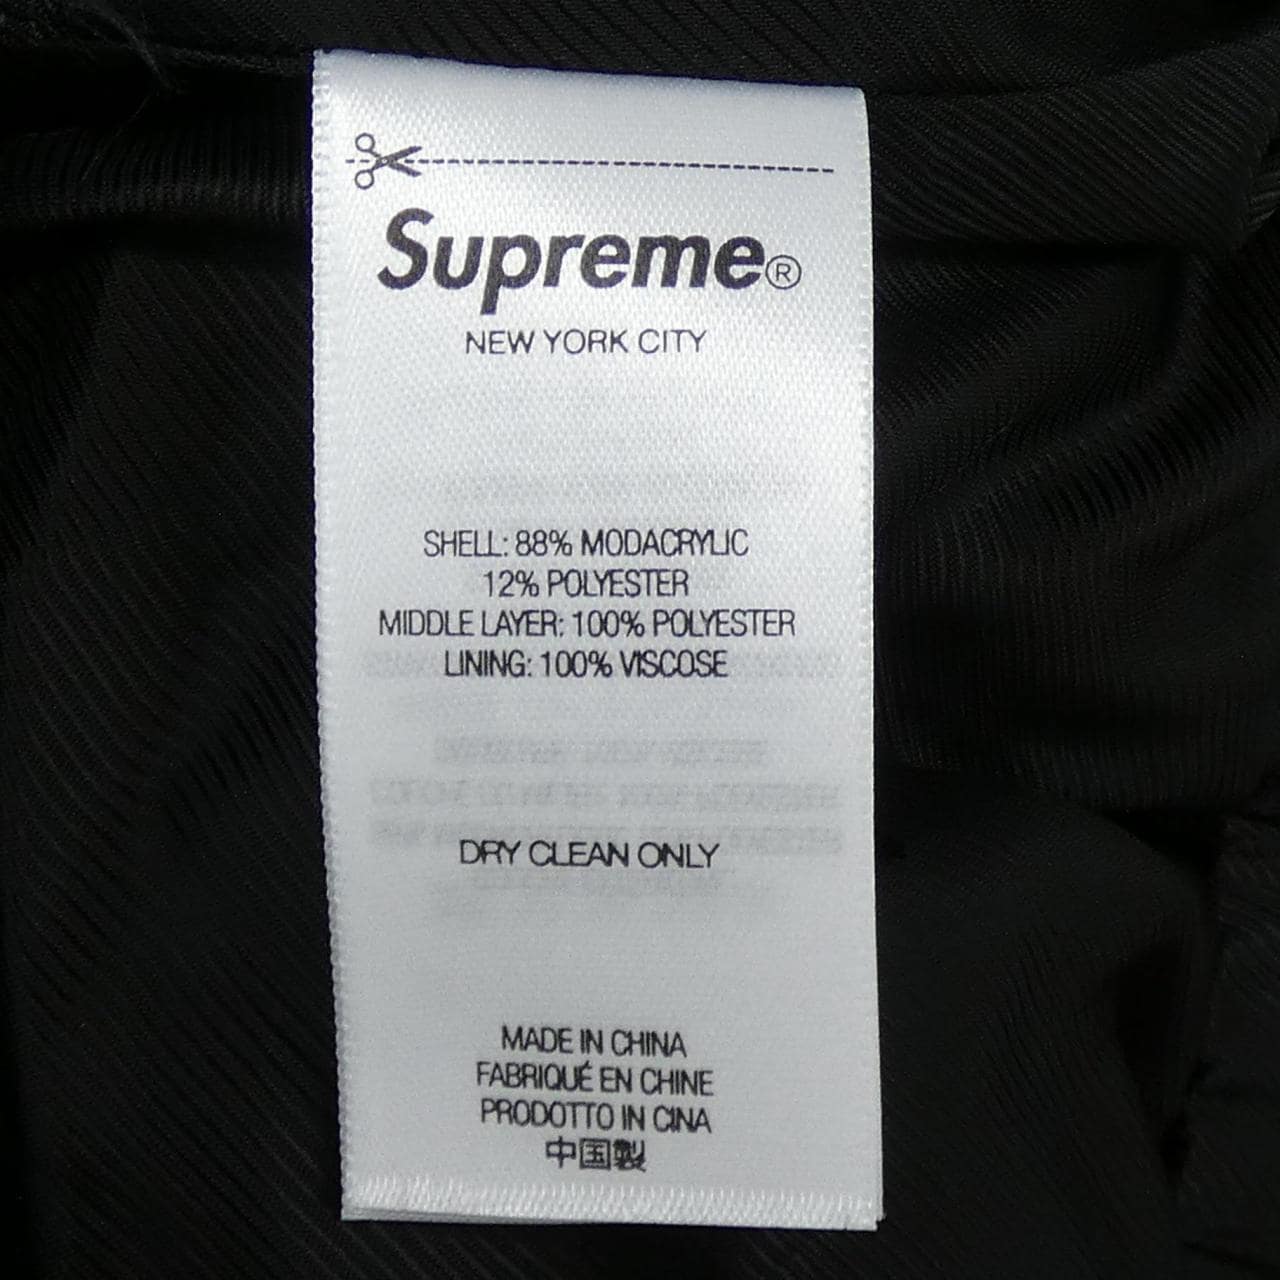 Supreme®
NEW YORK CITY
SHELL: 88% MODACRYLIC
12% POLYESTER
MIDDLE LAYER: 100% POLYESTER
LINING: 100% VISCOSE
DRY CLEAN ONLY
MADE IN CHINA
FABRIQUÉ EN CHINE
PRODOTTO IN CINA
中国製